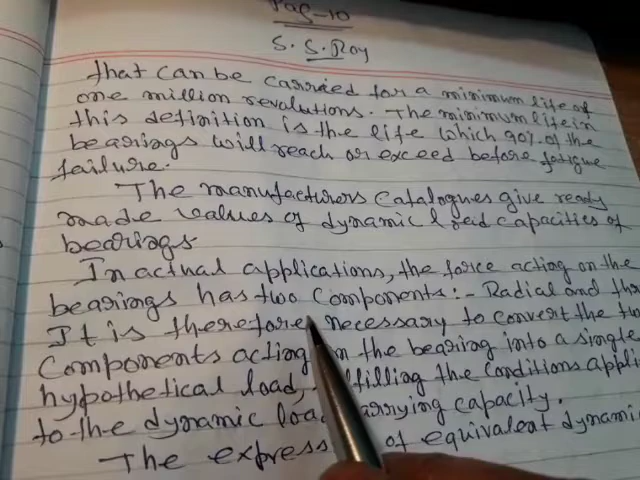 Pag-10
S. S. Roy
that can be carried for a minimum life of
one million revolutions. The minimum life in
this definition is the life which 90% of the
bearings will reach or exceed before fatigue
failure.
The manufacturers catalogues give ready
made values of dynamic load capacities of
bearings.
In actual applications, the force acting on the
bearings has two components:- Radial and
It is therefore necessary to convert the
Components acting on the bearing into a single
hypothetical load, the conditions
to the dynamic load carrying capacity.
The of equivalent